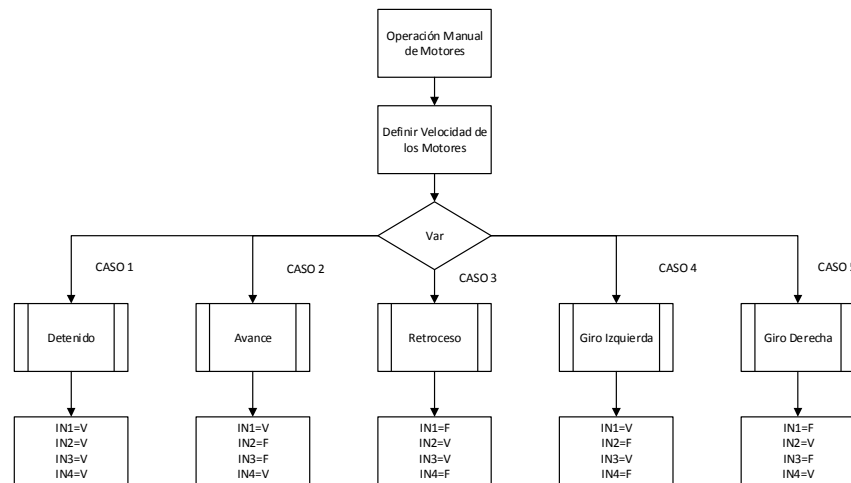 Operación Manual
de Motores
Definir Velocidad de
los Motores
Var
CASO 1
CASO 2
CASO 3
CASO 4
CASO 5
Detenido
Avance
Retroceso
Giro Izquierda
Giro Derecha
IN1=V
IN2=V
IN3=V
IN4=V
IN1=V
IN2=F
IN3=F
IN4=V
IN1=F
IN2=V
IN3=V
IN4=F
IN1=V
IN2=F
IN3=V
IN4=F
IN1=F
IN2=V
IN3=F
IN4=V